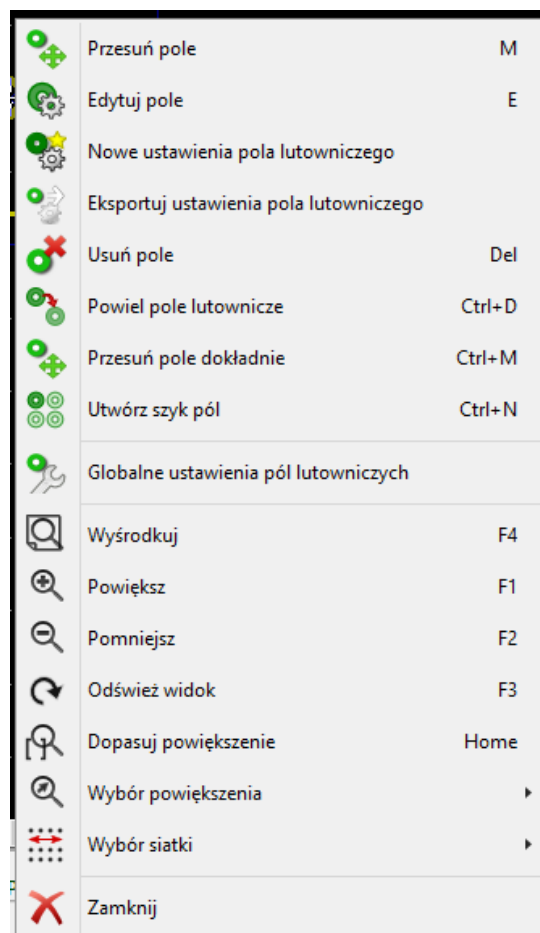 Przesuń pole M
Edytuj pole E
Nowe ustawienia pola lutowniczego
Eksportuj ustawienia pola lutowniczego
Usuń pole Del
Powiel pole lutownicze Ctrl+D
Przesuń pole dokładnie Ctrl+M
Utwórz szyk pól Ctrl+N
Globalne ustawienia pól lutowniczych
Wyśrodkuj F4
Powiększ F1
Pomniejsz F2
Odśwież widok F3
Dopasuj powiększenie Home
Wybór powiększenia
Wybór siatki
Zamknij